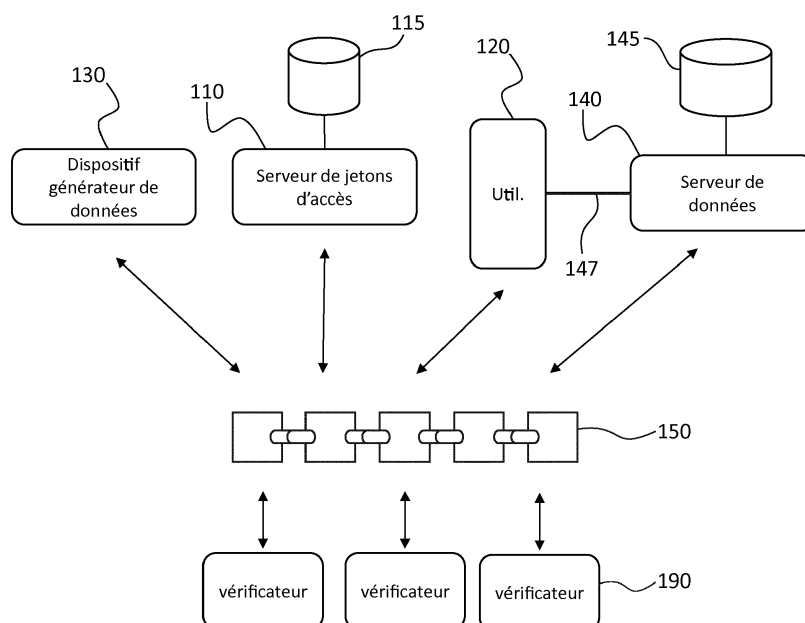 115
145
130
110
120
140
Dispositif
générateur de
données
Serveur de jetons
d'accès
Util.
Serveur de
données
147
150
vérificateur
vérificateur
vérificateur
190